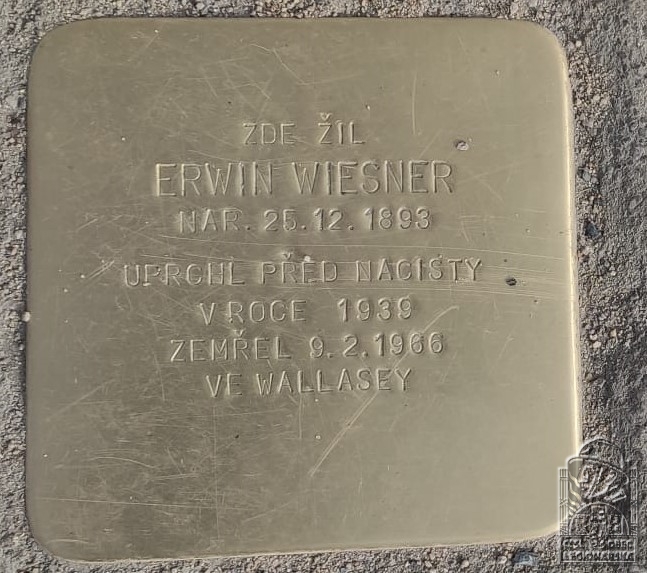 ZDE ŽIL
ERWIN WIESNER
NAR. 25.12.1893
UPRCHL PŘED NACISTY
V ROCE 1939
ZEMŘEL 9.2.1966
VE WALLASEY